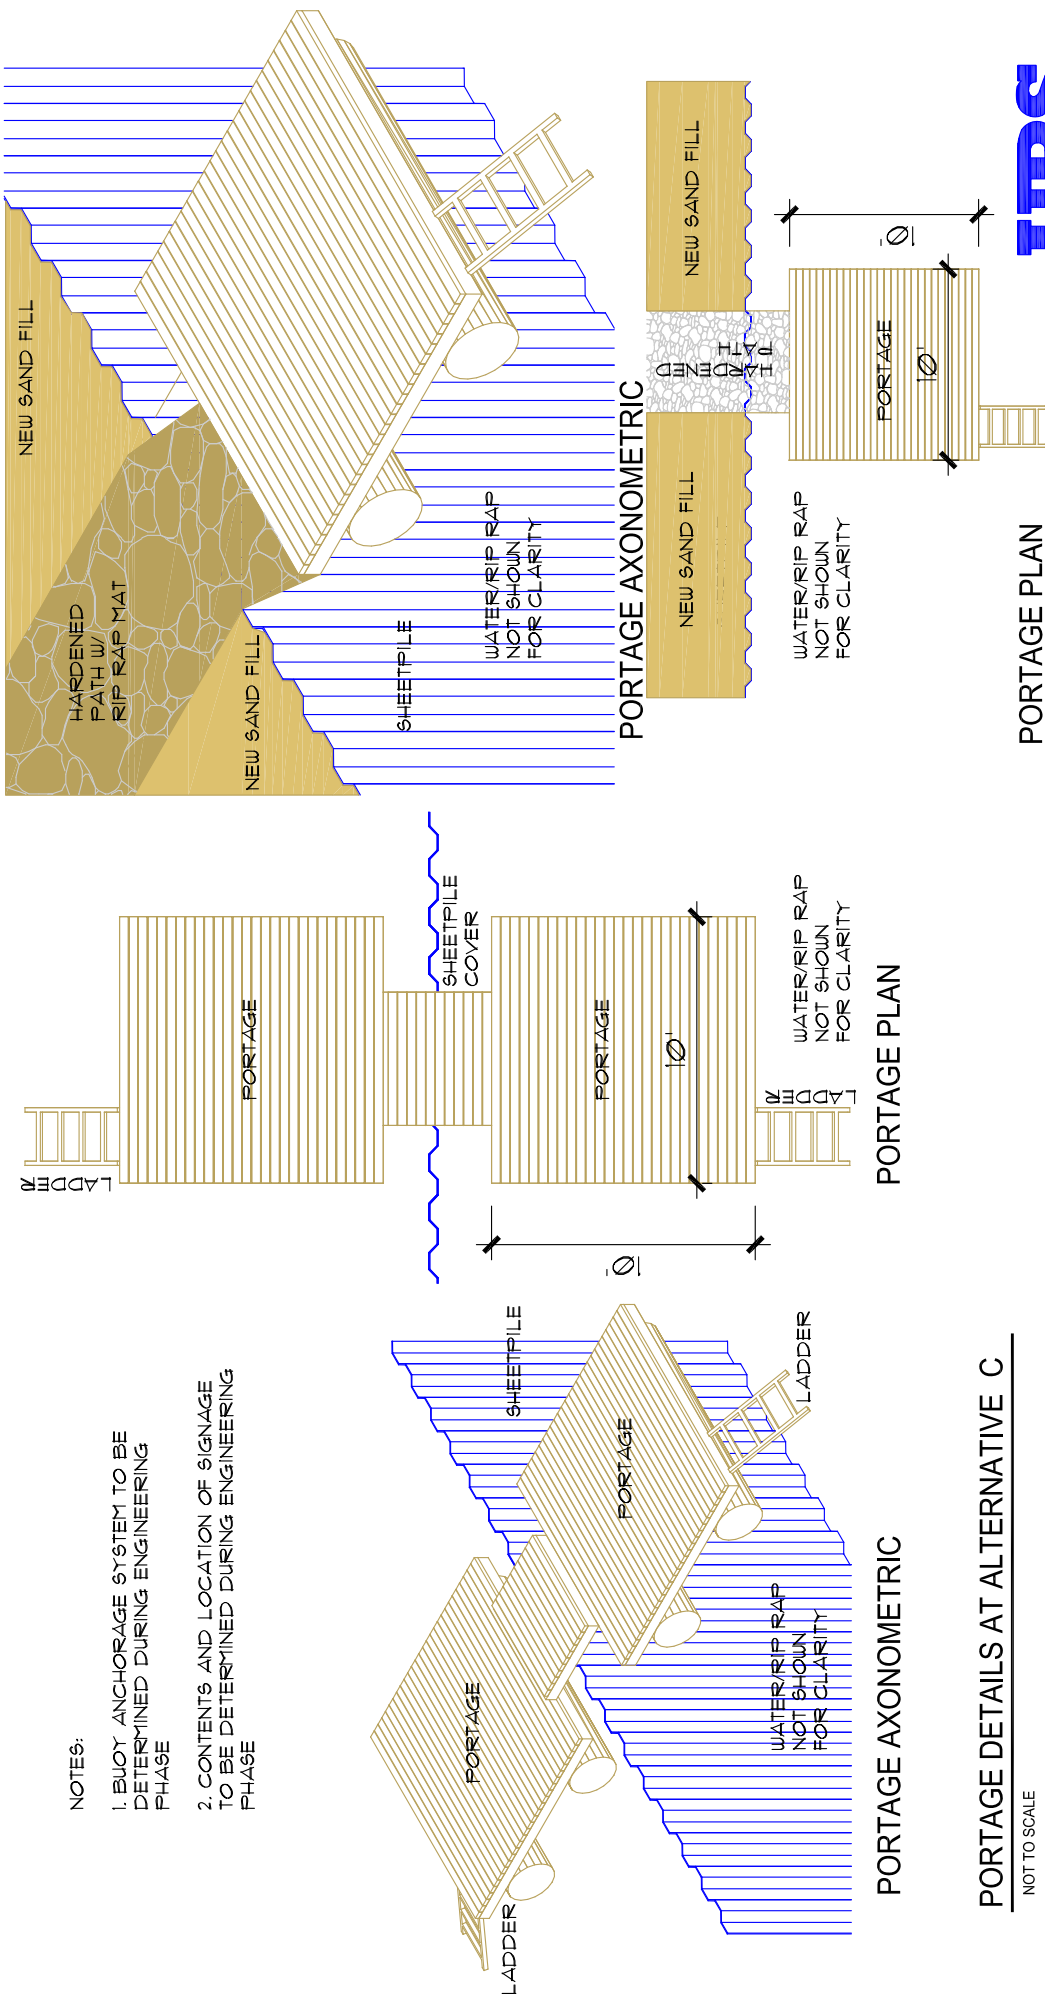 NOTES:
1. BUOY ANCHORAGE SYSTEM TO BE
DETERMINED DURING ENGINEERING
PHASE
2. CONTENTS AND LOCATION OF SIGNAGE
TO BE DETERMINED DURING ENGINEERING
PHASE
SHEETPILE
PORTAGE
PORTAGE
LADDER
LADDER
WATER/RIP RAP
NOT SHOWN
FOR CLARITY
PORTAGE AXONOMETRIC
LADDER
PORTAGE
SHEETPILE
COVER
PORTAGE
10'
10'
LADDER
WATER/RIP RAP
NOT SHOWN
FOR CLARITY
PORTAGE PLAN
NEW SAND FILL
HARDENED
PATH W/
RIP RAP MAT
NEW SAND FILL
SHEETPILE
WATER/RIP RAP
NOT SHOWN
FOR CLARITY
PORTAGE AXONOMETRIC
NEW SAND FILL
HARDENED
PATH
NEW SAND FILL
PORTAGE
10'
10'
WATER/RIP RAP
NOT SHOWN
FOR CLARITY
PORTAGE PLAN
PORTAGE DETAILS AT ALTERNATIVE C
NOT TO SCALE